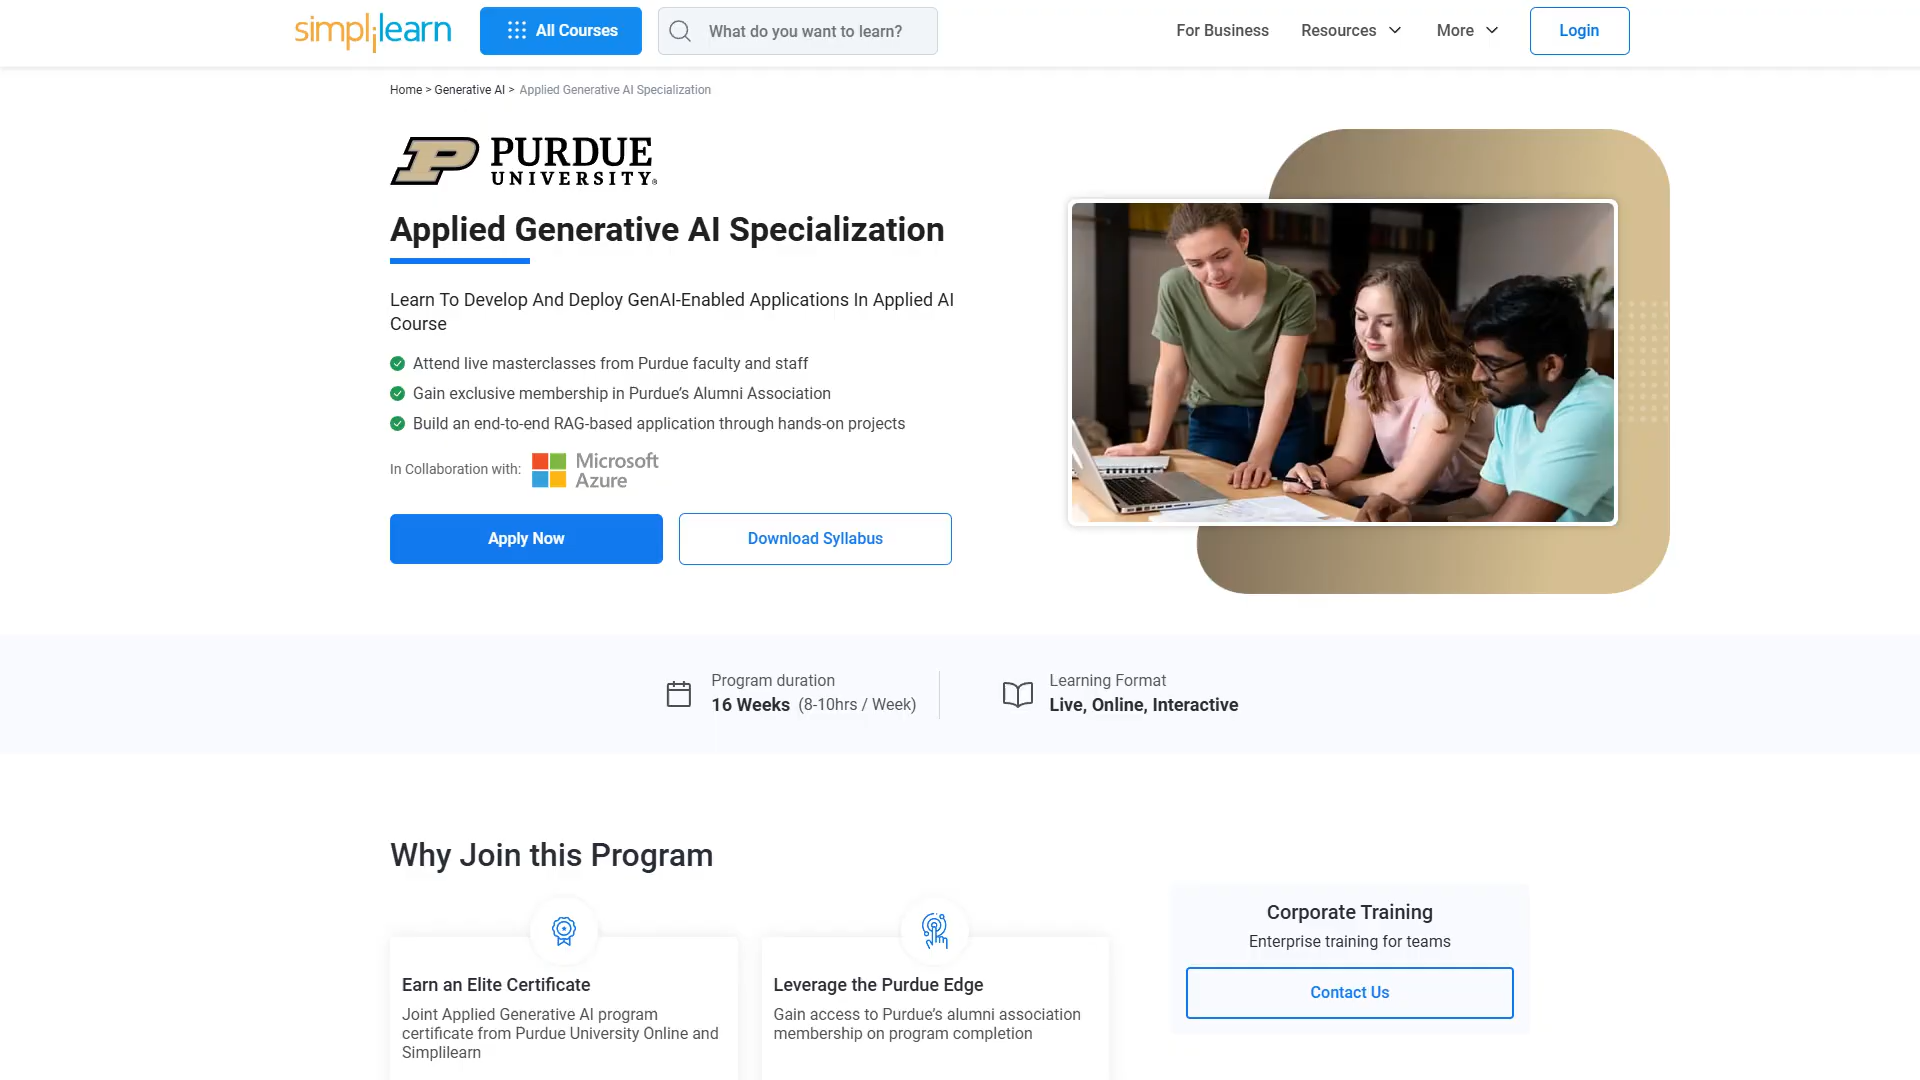 simplilearn
All Courses
What do you want to learn?
For Business
Resources
More
Login
Home > Generative AI > Applied Generative AI Specialization
PURDUE
UNIVERSITY®
Applied Generative AI Specialization
Learn To Develop And Deploy GenAI-Enabled Applications In Applied AI
Course
Attend live masterclasses from Purdue faculty and staff
Gain exclusive membership in Purdue’s Alumni Association
Build an end-to-end RAG-based application through hands-on projects
In Collaboration with:
Microsoft
Azure
Apply Now
Download Syllabus
Program duration
16 Weeks (8-10hrs / Week)
Learning Format
Live, Online, Interactive
Why Join this Program
Earn an Elite Certificate
Joint Applied Generative AI program
certificate from Purdue University Online and
Simplilearn
Leverage the Purdue Edge
Gain access to Purdue’s alumni association
membership on program completion
Corporate Training
Enterprise training for teams
Contact Us